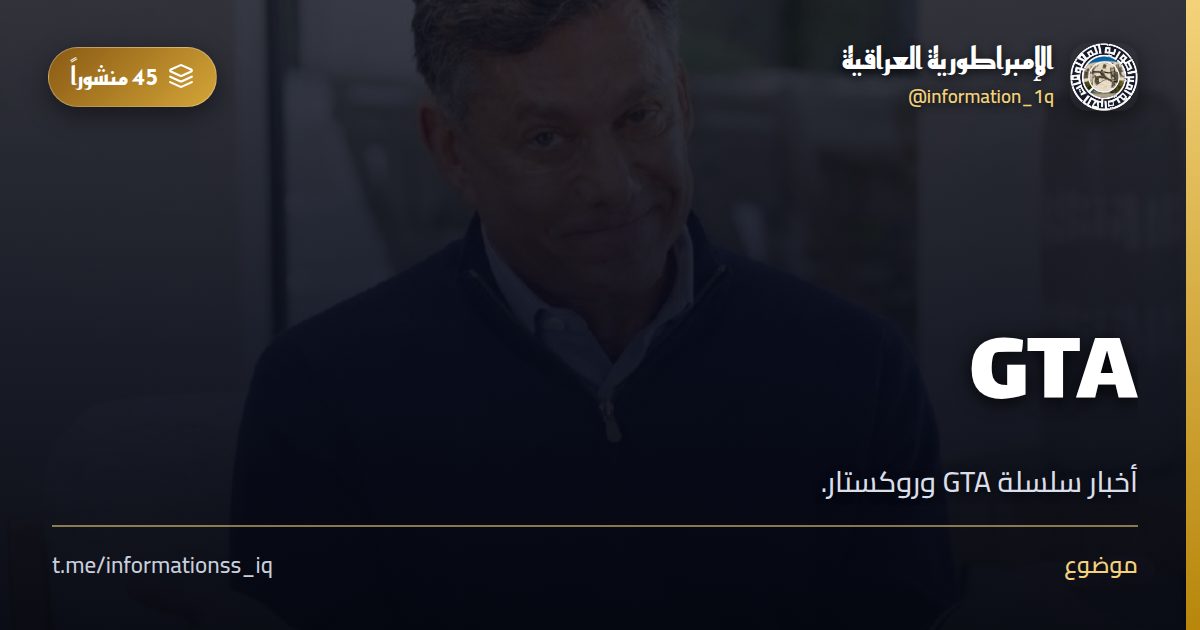 الإمبراطورية العراقية
@information_1q
45 منشوراً
GTA
أخبار سلسلة GTA وروكستار.
موضوع
t.me/informationss_iq